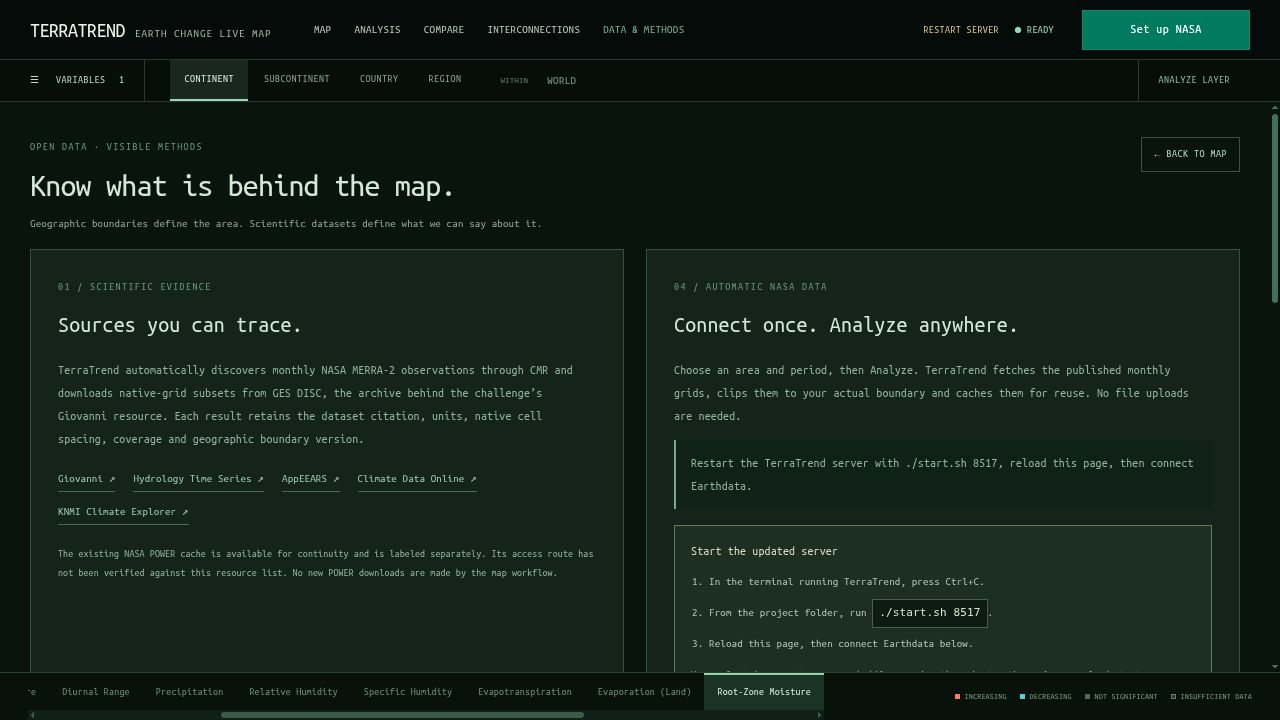 TERRATREND EARTH CHANGE LIVE MAP MAP ANALYSIS COMPARE INTERCONNECTIONS DATA & METHODS RESTART SERVER READY Set up NASA
☰ VARIABLES 1 CONTINENT SUBCONTINENT COUNTRY REGION WITHIN WORLD ANALYZE LAYER
OPEN DATA · VISIBLE METHODS
← BACK TO MAP
Know what is behind the map.
Geographic boundaries define the area. Scientific datasets define what we can say about it.
01 / SCIENTIFIC EVIDENCE
Sources you can trace.
TerraTrend automatically discovers monthly NASA MERRA-2 observations through CMR and
downloads native-grid subsets from GES DISC, the archive behind the challenge’s
Giovanni resource. Each result retains the dataset citation, units, native cell
spacing, coverage and geographic boundary version.
Giovanni ↗ Hydrology Time Series ↗ AppEEARS ↗ Climate Data Online ↗
KNMI Climate Explorer ↗
The existing NASA POWER cache is available for continuity and is labeled separately. Its access route has
not been verified against this resource list. No new POWER downloads are made by the map workflow.
04 / AUTOMATIC NASA DATA
Connect once. Analyze anywhere.
Choose an area and period, then Analyze. TerraTrend fetches the published monthly
grids, clips them to your actual boundary and caches them for reuse. No file uploads
are needed.
Restart the TerraTrend server with ./start.sh 8517, reload this page, then connect
Earthdata.
Start the updated server
1. In the terminal running TerraTrend, press Ctrl+C.
2. From the project folder, run ./start.sh 8517.
3. Reload this page, then connect Earthdata below.
Diurnal Range Precipitation Relative Humidity Specific Humidity Evapotranspiration Evaporation (Land) Root-Zone Moisture
INCREASING DECREASING NOT SIGNIFICANT INSUFFICIENT DATA